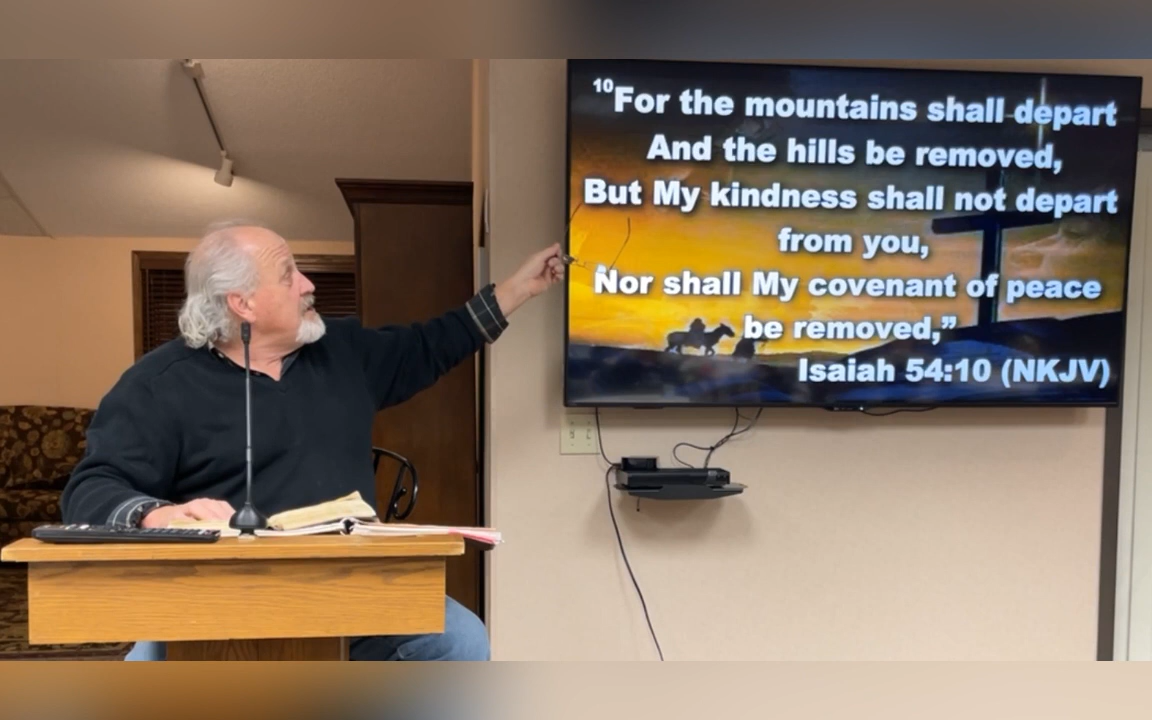 ¹⁰For the mountains shall depart
And the hills be removed,
But My kindness shall not depart
from you,
Nor shall My covenant of peace
be removed,”
Isaiah 54:10 (NKJV)